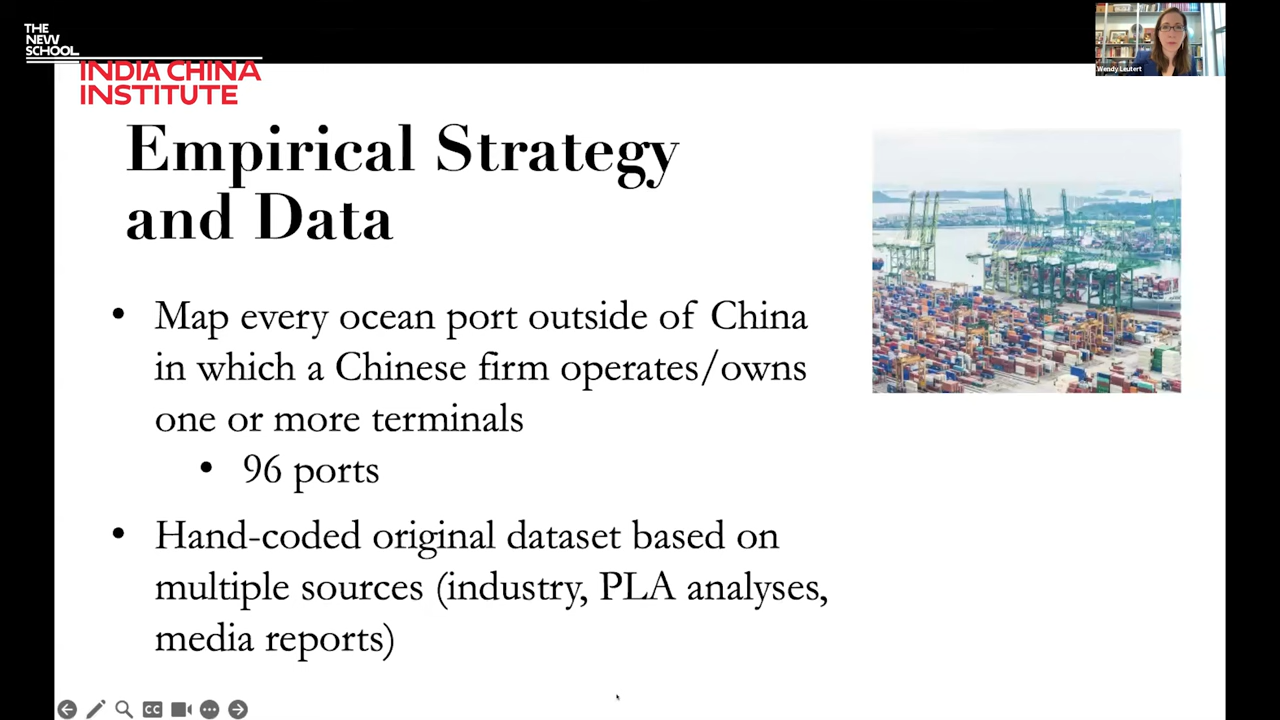 THE
NEW
SCHOOL
INDIA CHINA
INSTITUTE
Wendy Leutert
Empirical Strategy
and Data
• Map every ocean port outside of China
in which a Chinese firm operates/owns
one or more terminals
• 96 ports
• Hand-coded original dataset based on
multiple sources (industry, PLA analyses,
media reports)
CC